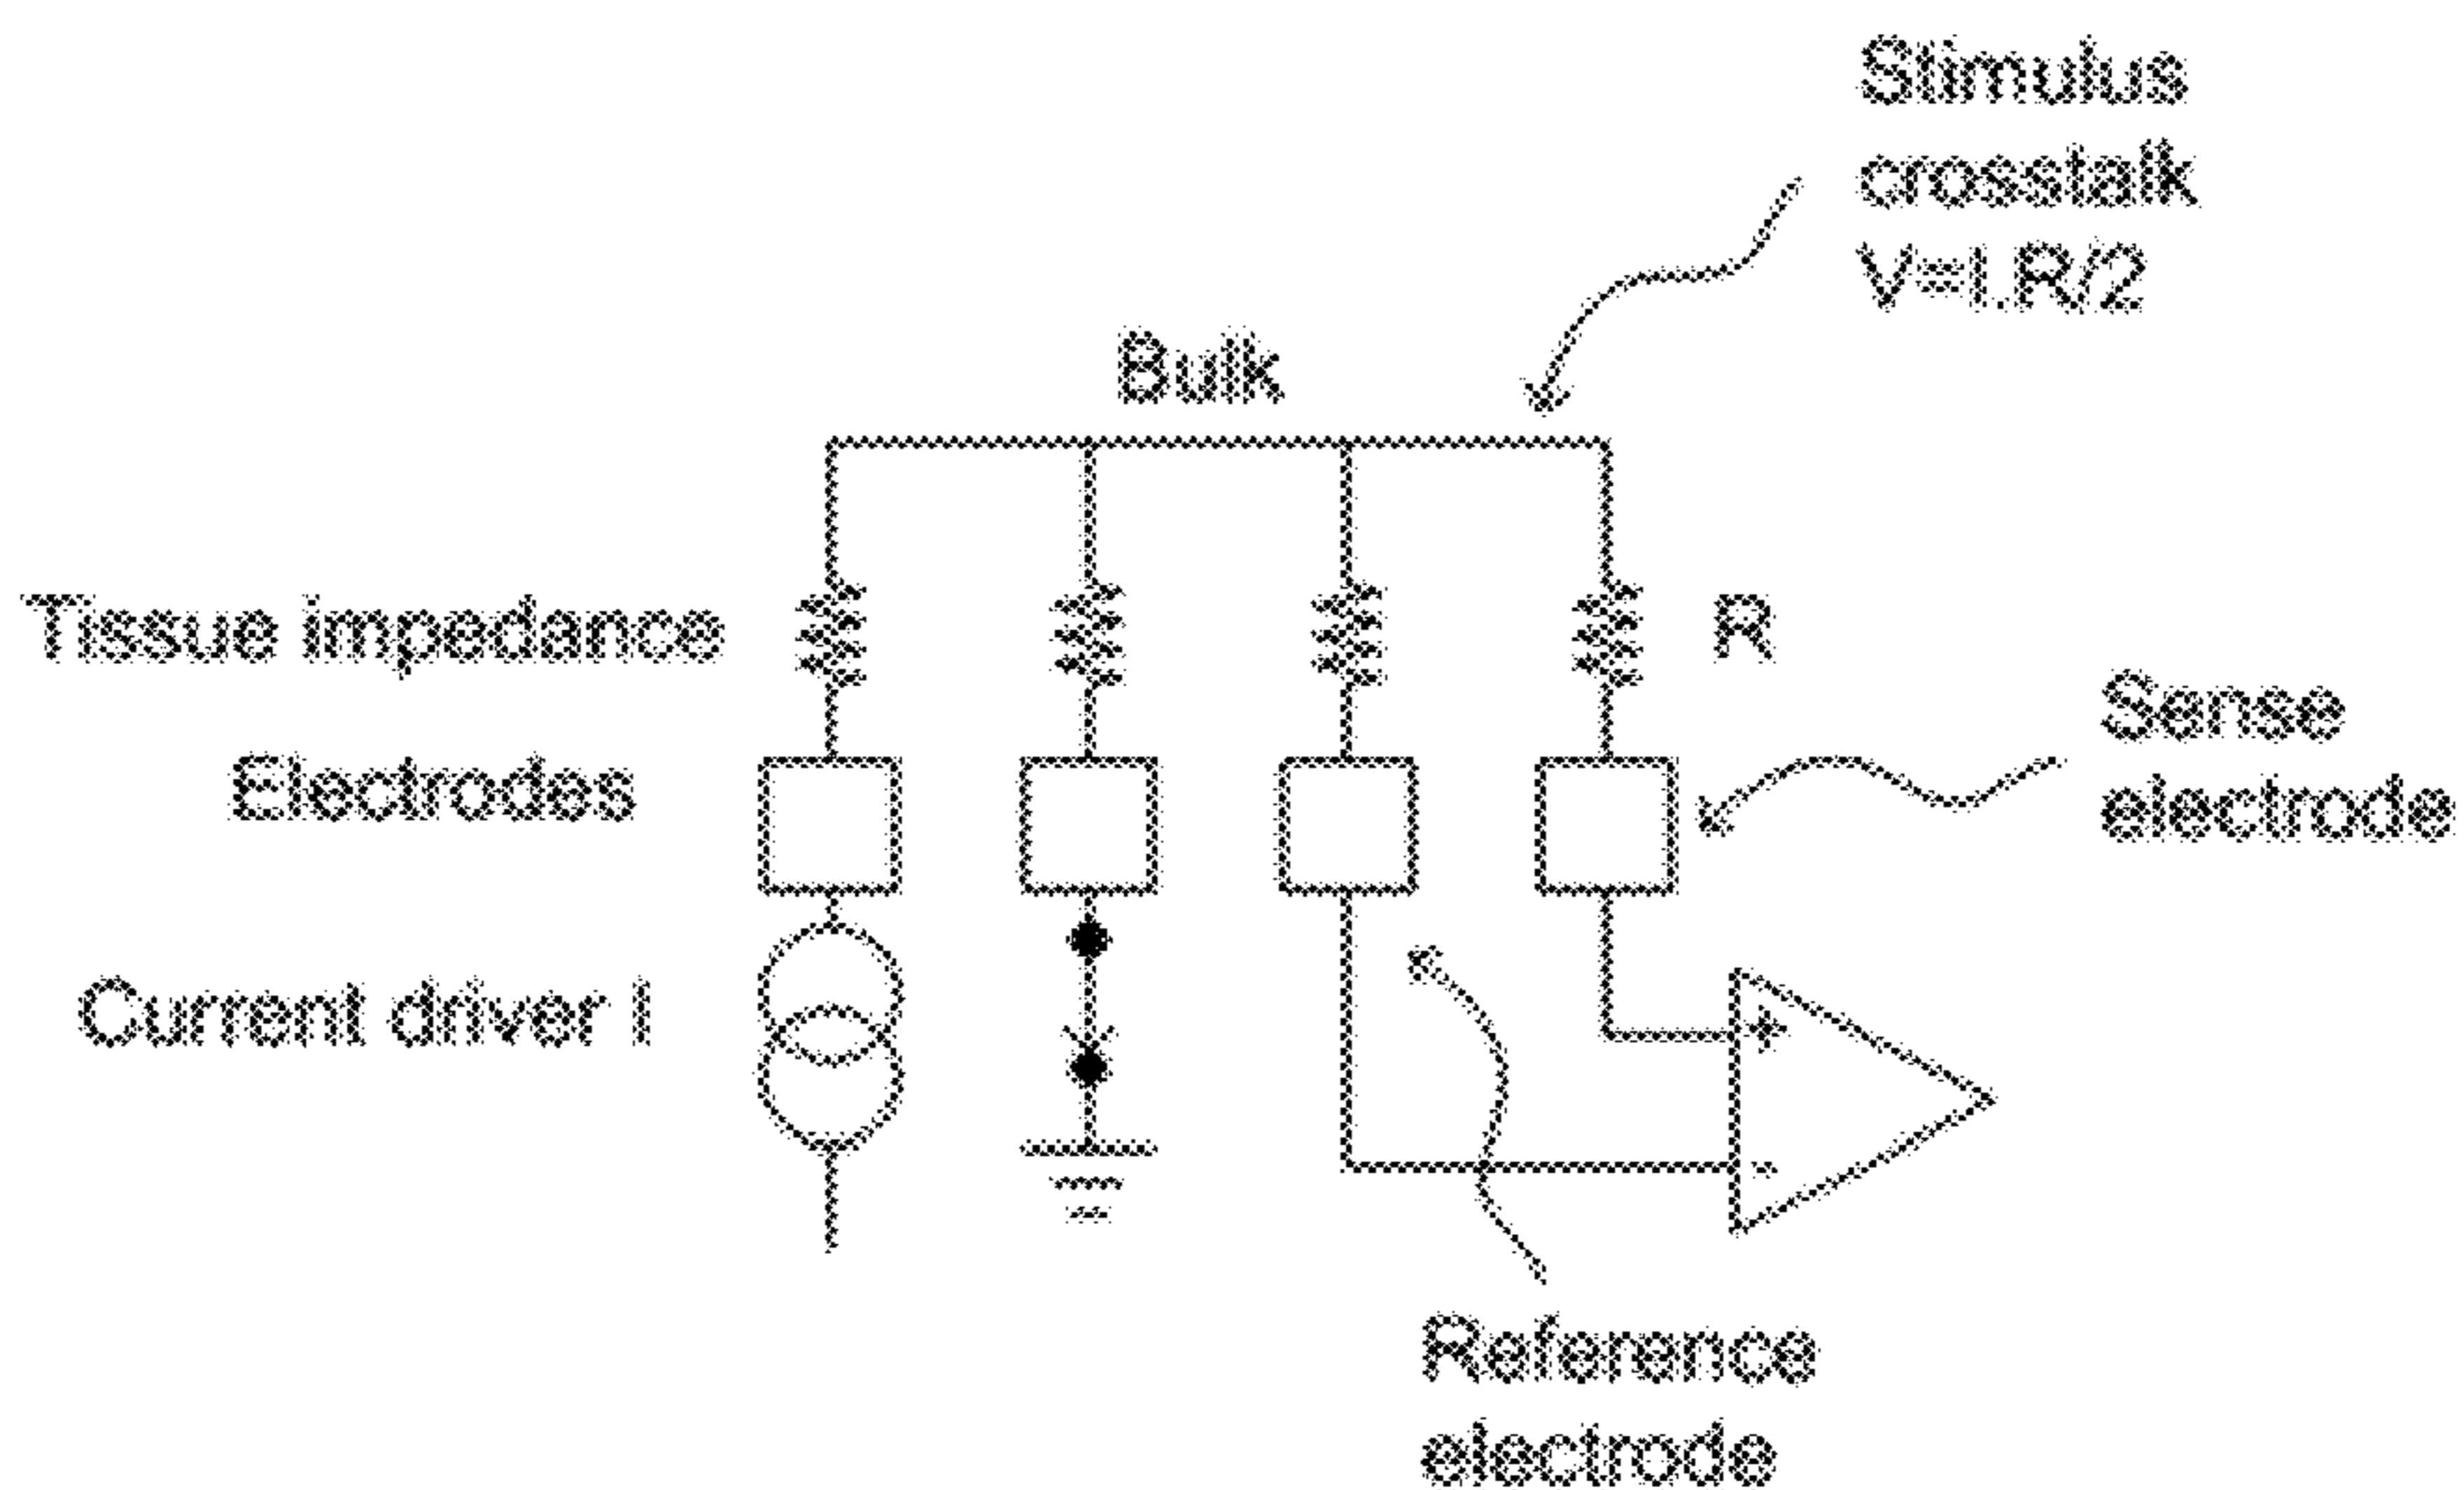 Stimulus
crosstalk
V=I.R/2
Bulk
Tissue impedance
R
Sense
electrode
Electrodes
Current driver I
+
-
Reference
electrode